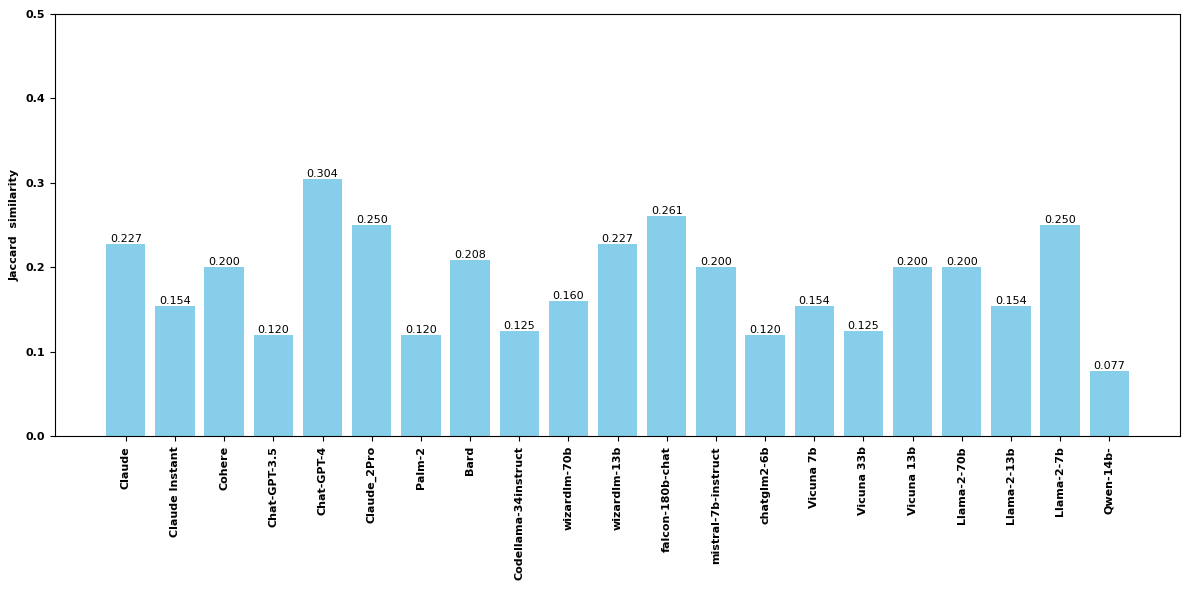 0.5
0.4
0.3
0.2
0.1
0.0
Jaccard  similarity
0.227
0.154
0.200
0.120
0.304
0.250
0.120
0.208
0.125
0.160
0.227
0.261
0.200
0.120
0.154
0.125
0.200
0.200
0.154
0.250
0.077
Claude
Claude Instant
Cohere
Chat-GPT-3.5
Chat-GPT-4
Claude_2Pro
Palm-2
Bard
Codellama-34instruct
wizardlm-70b
wizardlm-13b
falcon-180b-chat
mistral-7b-instruct
chatglm2-6b
Vicuna 7b
Vicuna 33b
Vicuna 13b
Llama-2-70b
Llama-2-13b
Llama-2-7b
Qwen-14b-